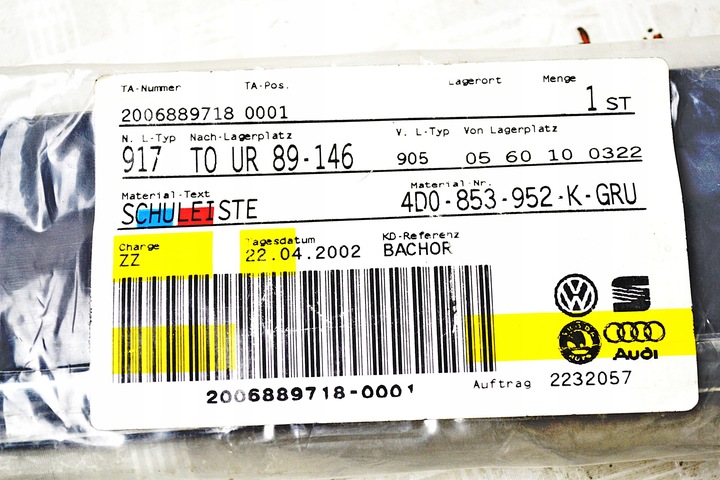 TA-Nummer TA-Pos. Lagerort Menge
2006889718 0001 1 ST
N. L-Typ Nach-Lagerplatz V. L-Typ Von Lagerplatz
917 TO UR 89-146 905 05 60 10 0322
Material-Text Material-Nr.
SCHULEISTE 4D0-853-952-K-GRU
Charge Tagesdatum KD-Referenz
ZZ 22.04.2002 BACHOR
2006889718-0001
Auftrag 2232057
SKODA
AUTO
Audi